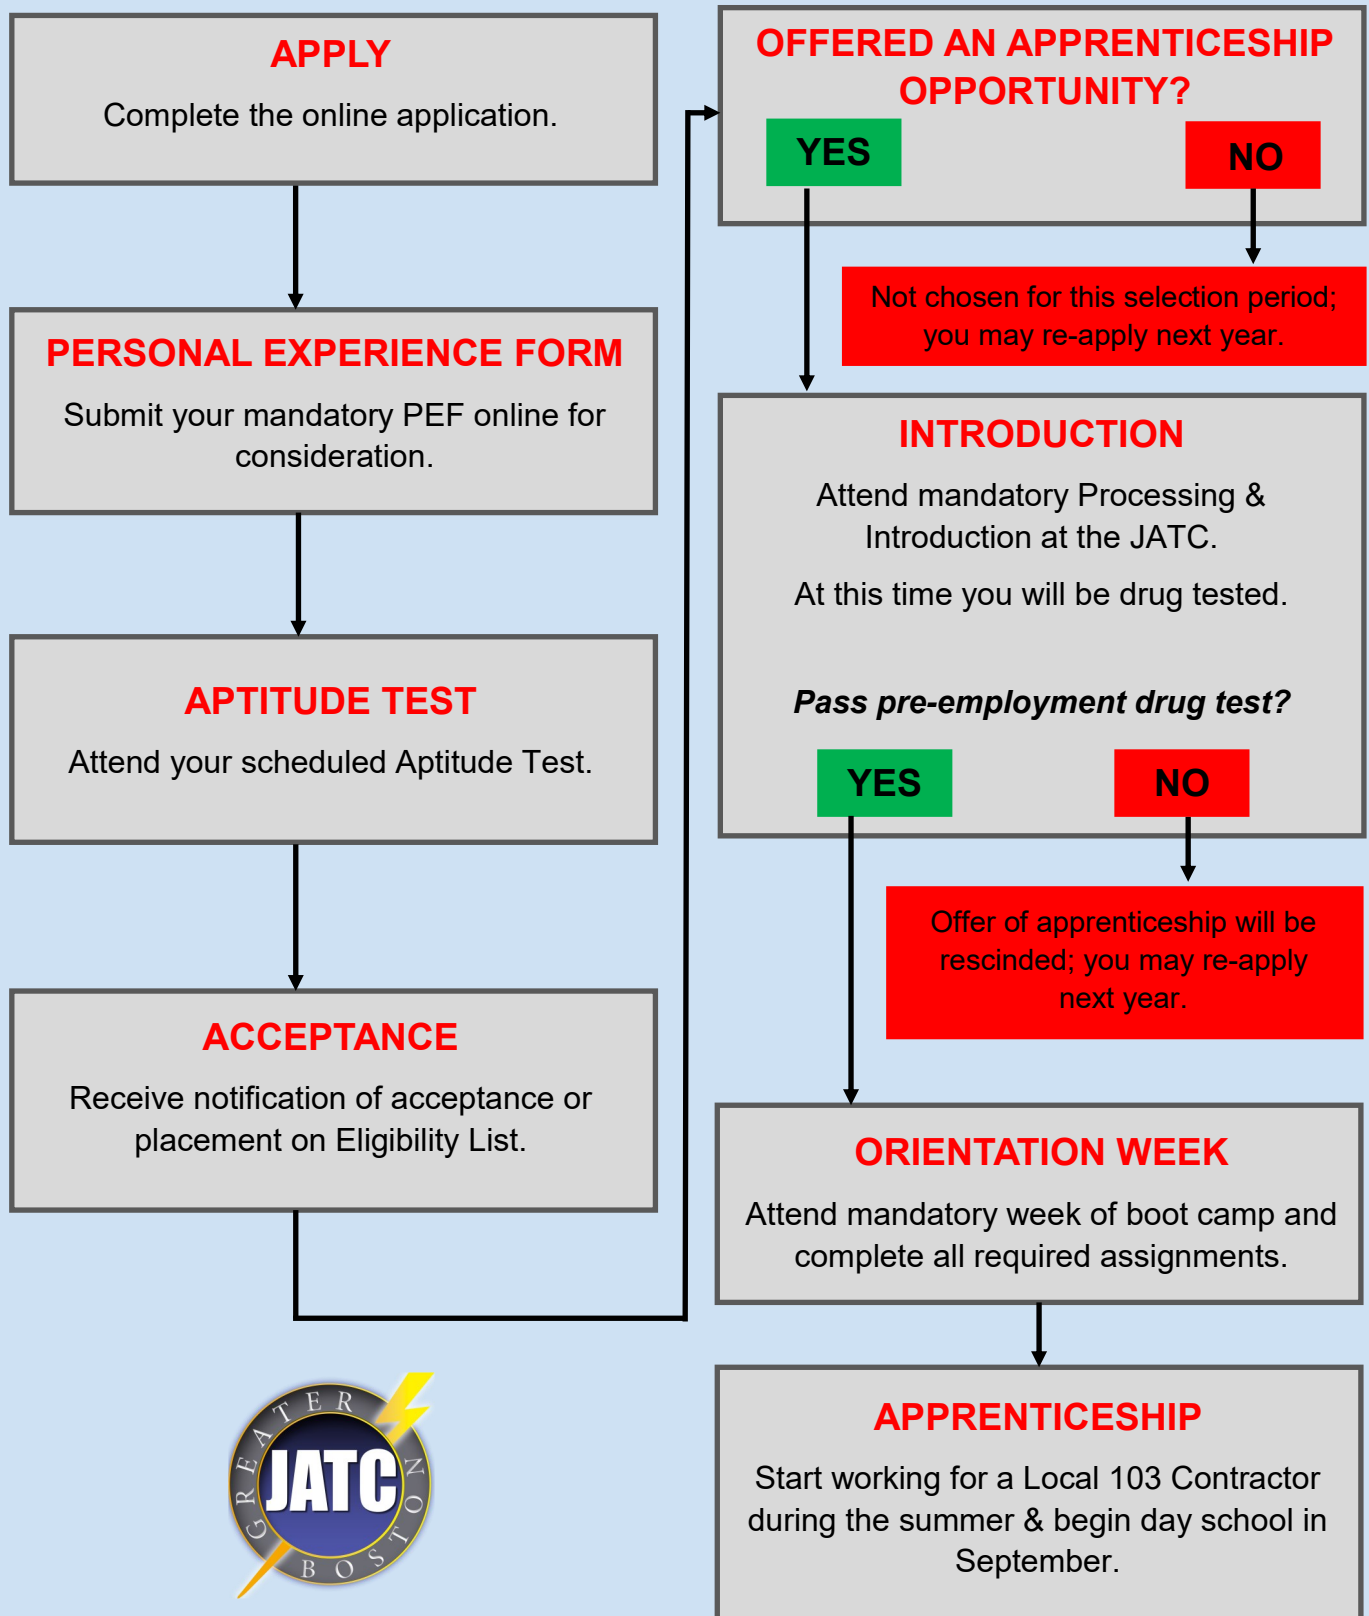 APPLY
Complete the online application.
PERSONAL EXPERIENCE FORM
Submit your mandatory PEF online for
consideration.
APTITUDE TEST
Attend your scheduled Aptitude Test.
ACCEPTANCE
Receive notification of acceptance or
placement on Eligibility List.
GREATER
JATC
BOSTON
OFFERED AN APPRENTICESHIP
OPPORTUNITY?
YES
NO
Not chosen for this selection period;
you may re-apply next year.
INTRODUCTION
Attend mandatory Processing &
Introduction at the JATC.
At this time you will be drug tested.
Pass pre-employment drug test?
YES
NO
Offer of apprenticeship will be
rescinded; you may re-apply
next year.
ORIENTATION WEEK
Attend mandatory week of boot camp and
complete all required assignments.
APPRENTICESHIP
Start working for a Local 103 Contractor
during the summer & begin day school in
September.